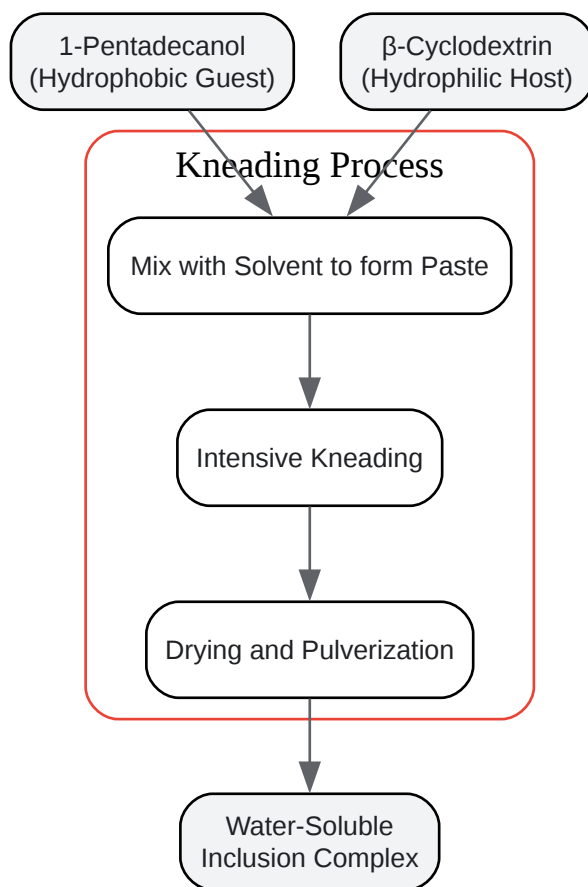 1-Pentadecanol
(Hydrophobic Guest)
β-Cyclodextrin
(Hydrophilic Host)
Kneading Process
Mix with Solvent to form Paste
Intensive Kneading
Drying and Pulverization
Water-Soluble
Inclusion Complex